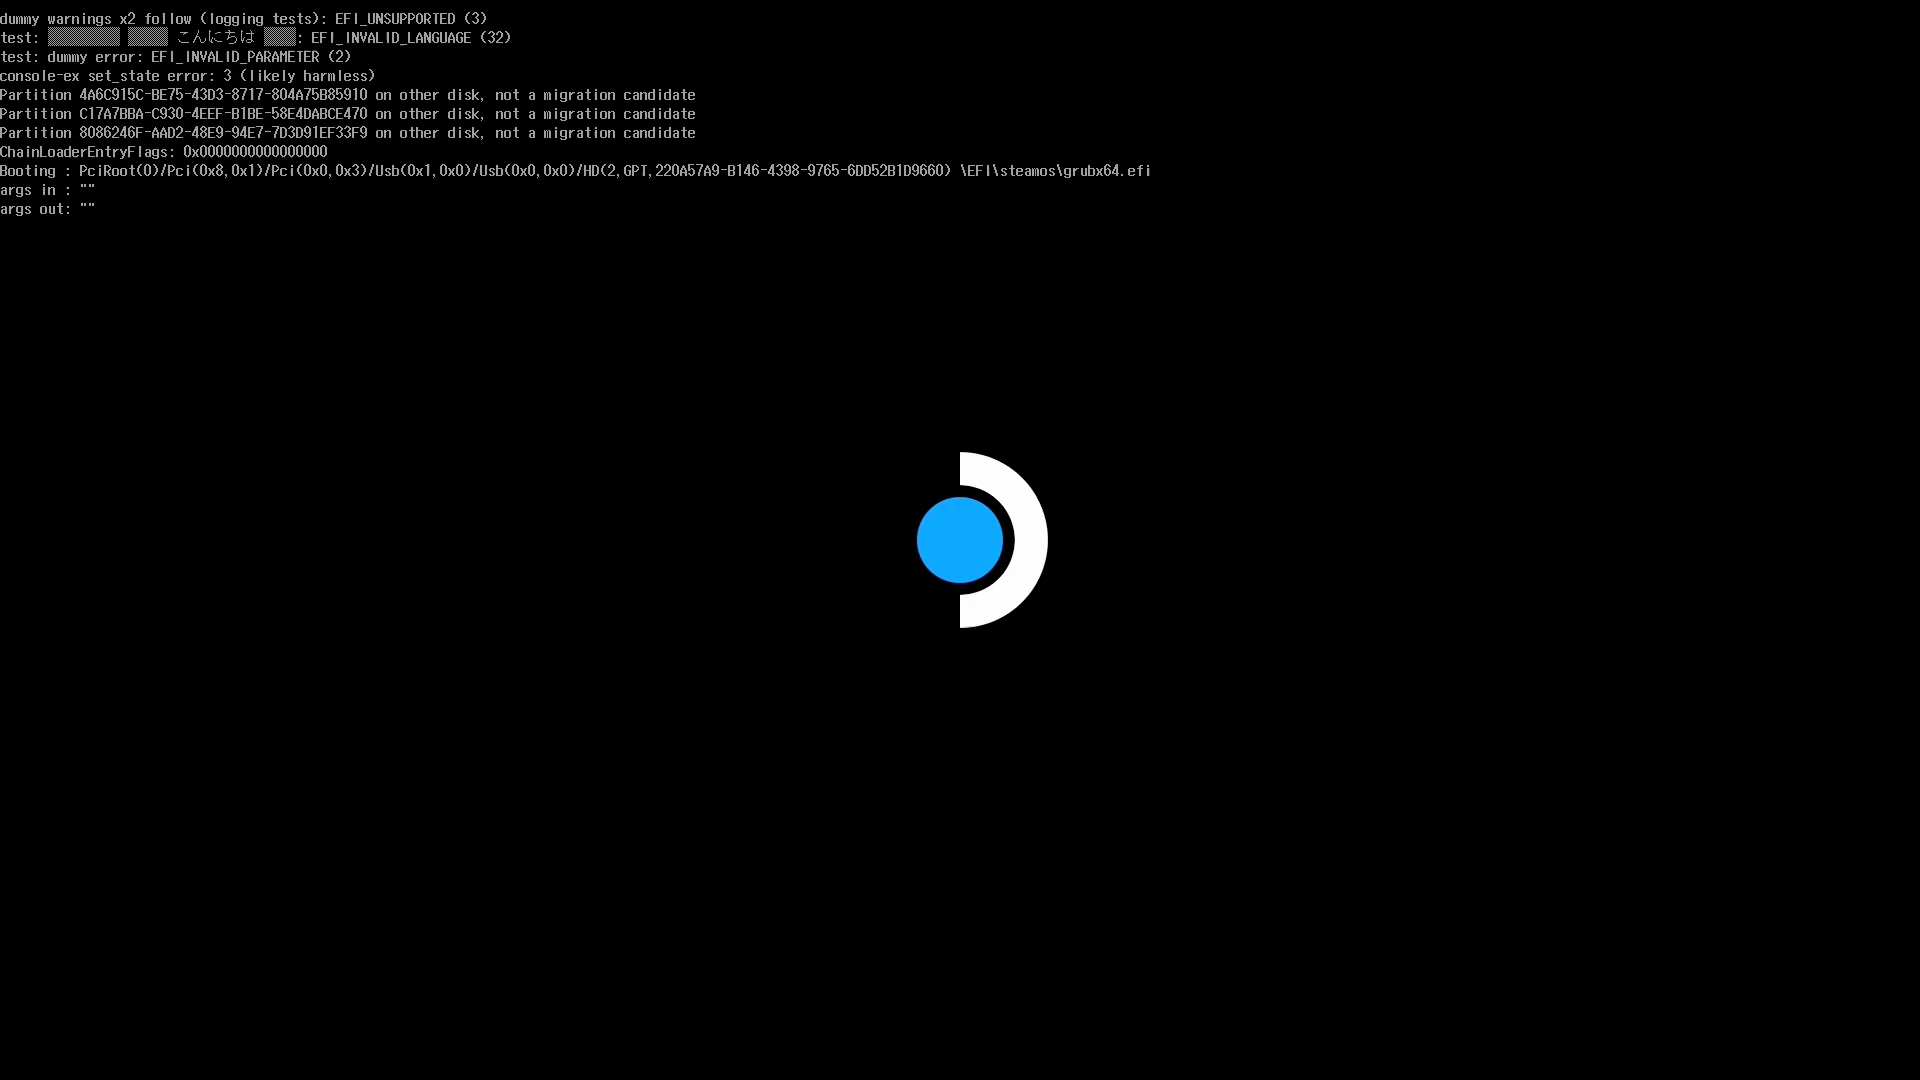 dummy warnings x2 follow (logging tests): EFI_UNSUPPORTED (3)
test: こんにちは : EFI_INVALID_LANGUAGE (32)
test: dummy error: EFI_INVALID_PARAMETER (2)
console-ex set_state error: 3 (likely harmless)
Partition 4A6C915C-BE75-43D3-8717-804A75B85910 on other disk, not a migration candidate
Partition C17A7BBA-C930-4EEF-B1BE-58E4DABCE470 on other disk, not a migration candidate
Partition 8086246F-AAD2-48E9-94E7-7D3D91EF33F9 on other disk, not a migration candidate
ChainLoaderEntryFlags: 0x0000000000000000
Booting : PciRoot(0)/Pci(0x8,0x1)/Pci(0x0,0x3)/Usb(0x1,0x0)/Usb(0x0,0x0)/HD(2,GPT,220A57A9-B146-4398-9765-6DD52B1D9660) \EFI\steamos\grubx64.efi
args in : ""
args out: ""